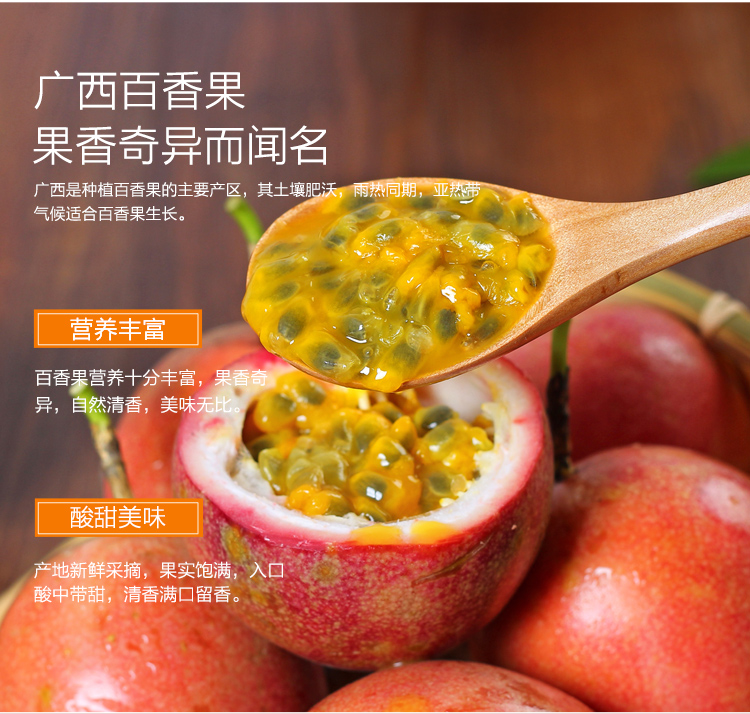 广西百香果
果香奇异而闻名
广西是种植百香果的主要产区，其土壤肥沃，雨热同期，亚热带
气候适合百香果生长。
营养丰富
百香果营养十分丰富，果香奇
异，自然清香，美味无比。
酸甜美味
产地新鲜采摘，果实饱满，入口
酸中带甜，清香满口留香。